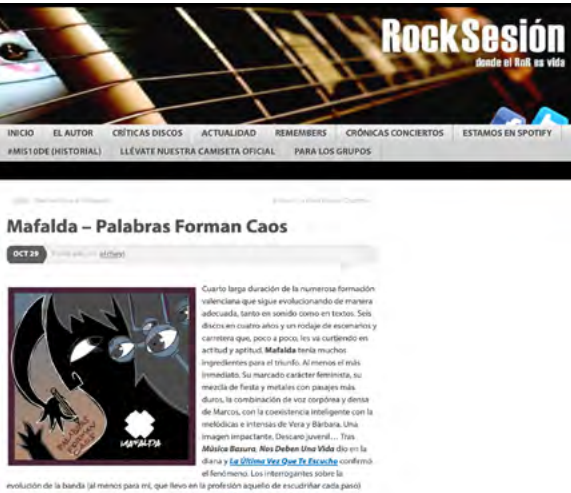 RockSesión
donde el RnR es vida
INICIO EL AUTOR CRÍTICAS DISCOS ACTUALIDAD REMEMBERS CRÓNICAS CONCIERTOS ESTAMOS EN SPOTIFY
#MIS10DE (HISTORIAL) LLÉVATE NUESTRA CAMISETA OFICIAL PARA LOS GRUPOS
Mafalda – Palabras Forman Caos
OCT 29
PALABRAS
FORMAN
CAOS
MAFALDA
Cuarto larga duración de la numerosa formación
valenciana que sigue evolucionando de manera
adecuada, tanto en sonido como en textos. Seis
discos en cuatro años y un rodaje de escenarios y
carretera que, poco a poco, les va curtiendo en
actitud y aptitud. Mafalda tenía muchos
ingredientes para el triunfo. Al menos el más
inmediato. Su marcado carácter feminista, su
mezcla de fiesta y metales con pasajes más
duros, la combinación de voz corpórea y densa
de Marcos, con la coexistencia inteligente con la
melódicas e intensas de Vera y Bárbara. Una
imagen impactante. Descaro juvenil… Tras
Música Basura, Nos Deben Una Vida dio en la
diana y La Última Vez Que Te Escucho confirmó
el fenómeno. Los interrogantes sobre la
evolución de la banda (al menos para mí, que llevo en la profesión aquello de escudriñar cada paso)